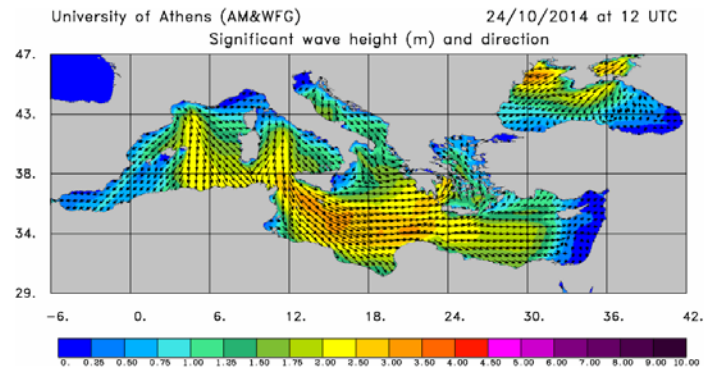 University of Athens (AM&WFG) 24/10/2014 at 12 UTC
Significant wave height (m) and direction
47.
43.
38.
34.
29.
-6. 0. 6. 12. 18. 24. 30. 36. 42.
0. 0.25 0.50 0.75 1.00 1.25 1.50 1.75 2.00 2.50 3.00 3.50 4.00 4.50 5.00 6.00 7.00 8.00 9.00 10.00